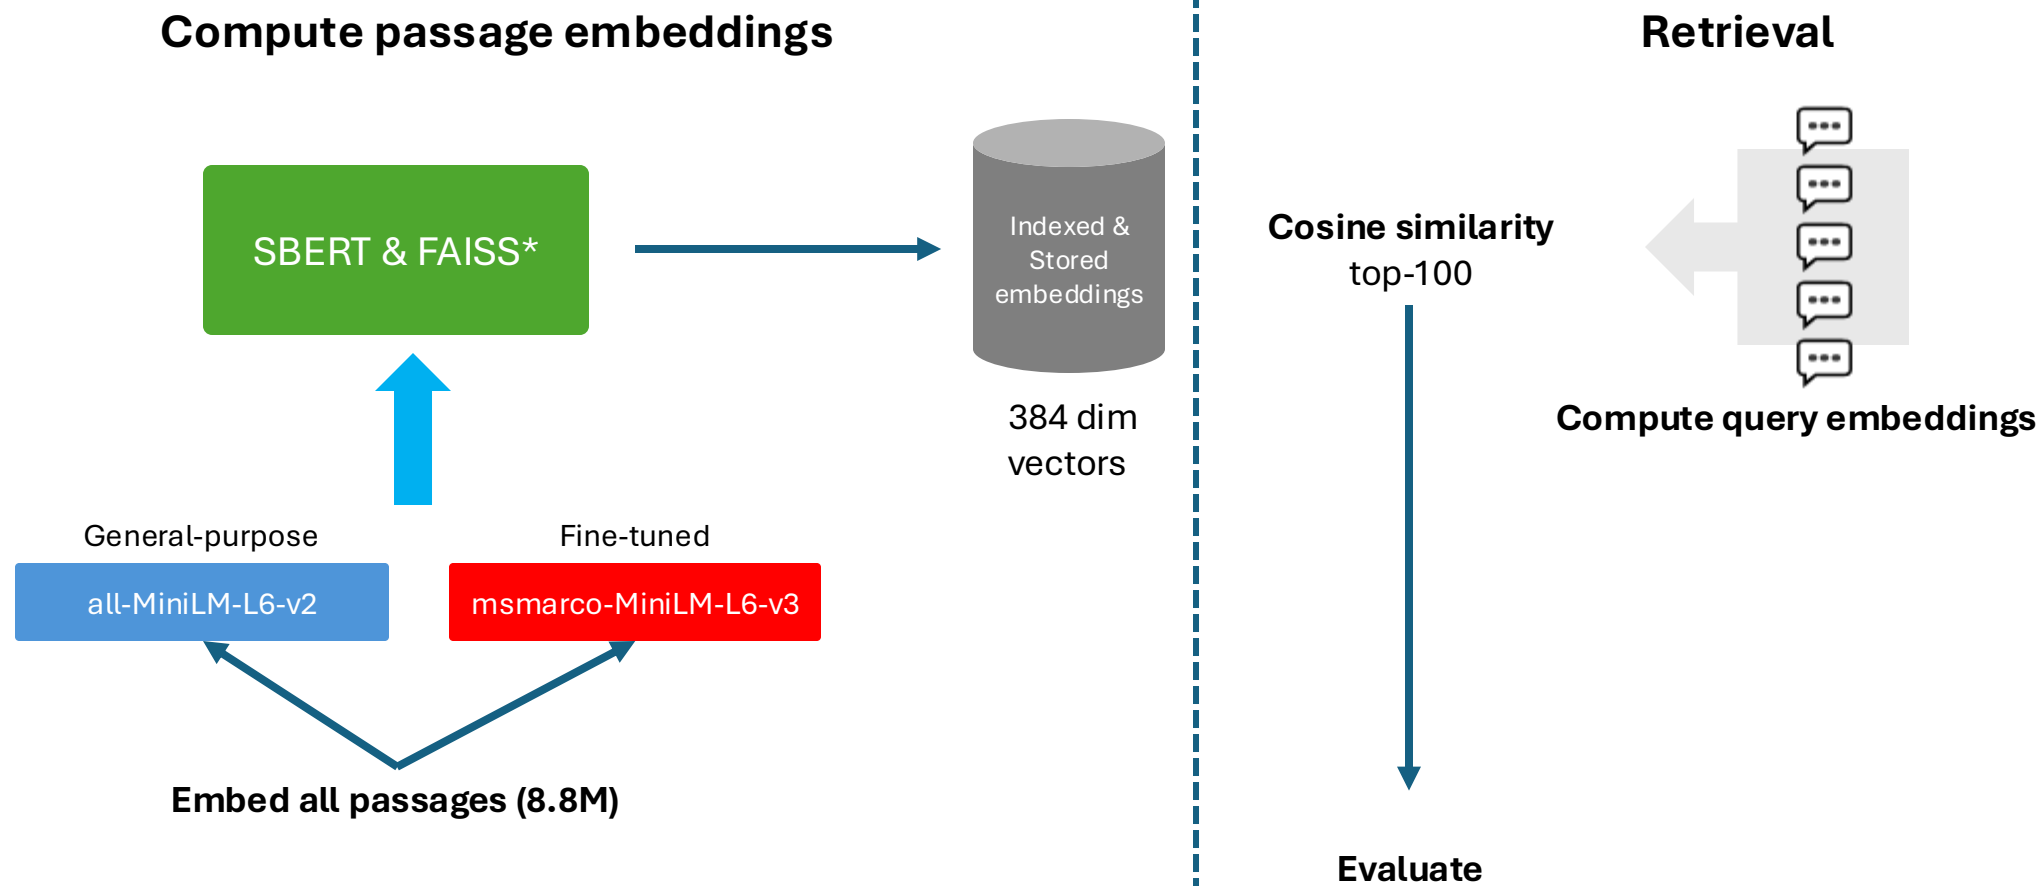 Compute passage embeddings
SBERT & FAISS*
Indexed &
Stored
embeddings
384 dim
vectors
General-purpose
all-MiniLM-L6-v2
Fine-tuned
msmarco-MiniLM-L6-v3
Embed all passages (8.8M)
Retrieval
Cosine similarity
top-100
Compute query embeddings
Evaluate